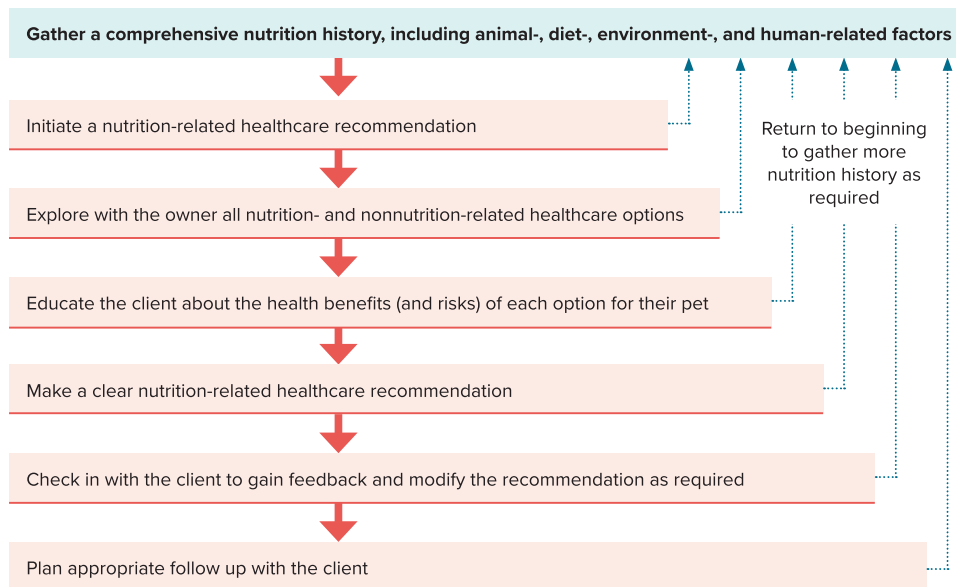 Gather a comprehensive nutrition history, including animal-, diet-, environment-, and human-related factors
Initiate a nutrition-related healthcare recommendation
Return to beginning
to gather more
nutrition history as
required
Explore with the owner all nutrition- and nonnutrition-related healthcare options
Educate the client about the health benefits (and risks) of each option for their pet
Make a clear nutrition-related healthcare recommendation
Check in with the client to gain feedback and modify the recommendation as required
Plan appropriate follow up with the client